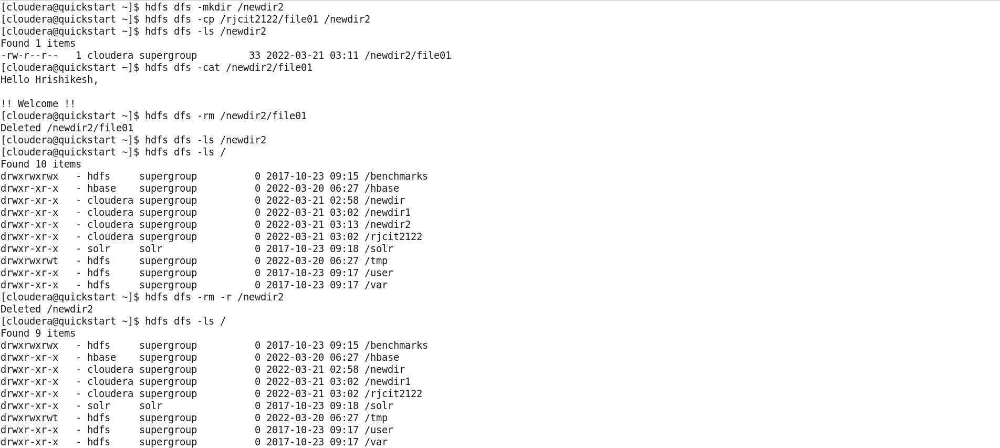 [cloudera@quickstart ~]$ hdfs dfs -mkdir /newdir2
[cloudera@quickstart ~]$ hdfs dfs -cp /rjcit2122/file01 /newdir2
[cloudera@quickstart ~]$ hdfs dfs -ls /newdir2
Found 1 items
-rw-r--r--   1 cloudera supergroup         33 2022-03-21 03:11 /newdir2/file01
[cloudera@quickstart ~]$ hdfs dfs -cat /newdir2/file01
Hello Hrishikesh,

!! Welcome !!
[cloudera@quickstart ~]$ hdfs dfs -rm /newdir2/file01
Deleted /newdir2/file01
[cloudera@quickstart ~]$ hdfs dfs -ls /newdir2
[cloudera@quickstart ~]$ hdfs dfs -ls /
Found 10 items
drwxrwxrwx   - hdfs     supergroup          0 2017-10-23 09:15 /benchmarks
drwxr-xr-x   - hbase    supergroup          0 2022-03-20 06:27 /hbase
drwxr-xr-x   - cloudera supergroup          0 2022-03-21 02:58 /newdir
drwxr-xr-x   - cloudera supergroup          0 2022-03-21 03:02 /newdir1
drwxr-xr-x   - cloudera supergroup          0 2022-03-21 03:13 /newdir2
drwxr-xr-x   - cloudera supergroup          0 2022-03-21 03:02 /rjcit2122
drwxr-xr-x   - solr     solr                0 2017-10-23 09:18 /solr
drwxrwxrwt   - hdfs     supergroup          0 2022-03-20 06:27 /tmp
drwxr-xr-x   - hdfs     supergroup          0 2017-10-23 09:17 /user
drwxr-xr-x   - hdfs     supergroup          0 2017-10-23 09:17 /var
[cloudera@quickstart ~]$ hdfs dfs -rm -r /newdir2
Deleted /newdir2
[cloudera@quickstart ~]$ hdfs dfs -ls /
Found 9 items
drwxrwxrwx   - hdfs     supergroup          0 2017-10-23 09:15 /benchmarks
drwxr-xr-x   - hbase    supergroup          0 2022-03-20 06:27 /hbase
drwxr-xr-x   - cloudera supergroup          0 2022-03-21 02:58 /newdir
drwxr-xr-x   - cloudera supergroup          0 2022-03-21 03:02 /newdir1
drwxr-xr-x   - cloudera supergroup          0 2022-03-21 03:02 /rjcit2122
drwxr-xr-x   - solr     solr                0 2017-10-23 09:18 /solr
drwxrwxrwt   - hdfs     supergroup          0 2022-03-20 06:27 /tmp
drwxr-xr-x   - hdfs     supergroup          0 2017-10-23 09:17 /user
drwxr-xr-x   - hdfs     supergroup          0 2017-10-23 09:17 /var